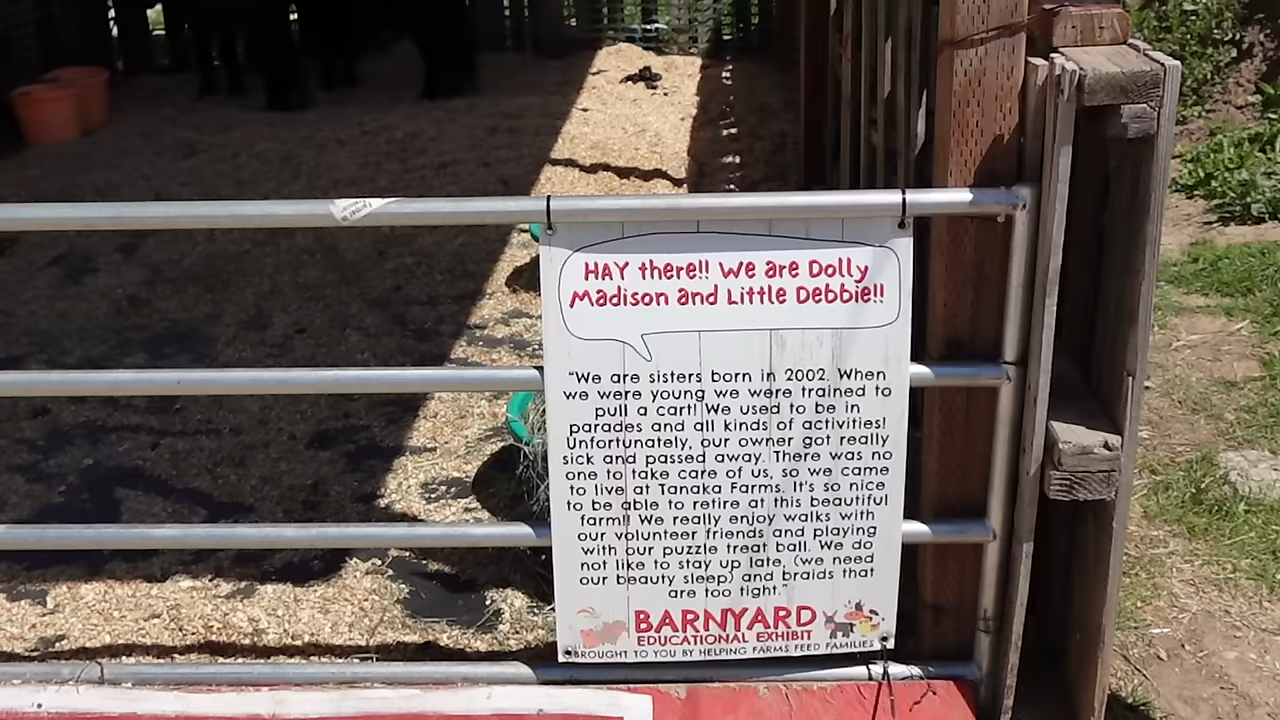 HAY there!! We are Dolly
Madison and Little Debbie!!
"We are sisters born in 2002. When
we were young we were trained to
pull a cart! We used to be in
parades and all kinds of activities!
Unfortunately, our owner got really
sick and passed away. There was no
one to take care of us, so we came
to live at Tanaka Farms. It's so nice
to be able to retire at this beautiful
farm!! We really enjoy walks with
our volunteer friends and playing
with our puzzle treat ball. We do
not like to stay up late, (we need
our beauty sleep) and braids that
are too tight."
BARNYARD
EDUCATIONAL EXHIBIT
BROUGHT TO YOU BY HELPING FARMS FEED FAMILIES